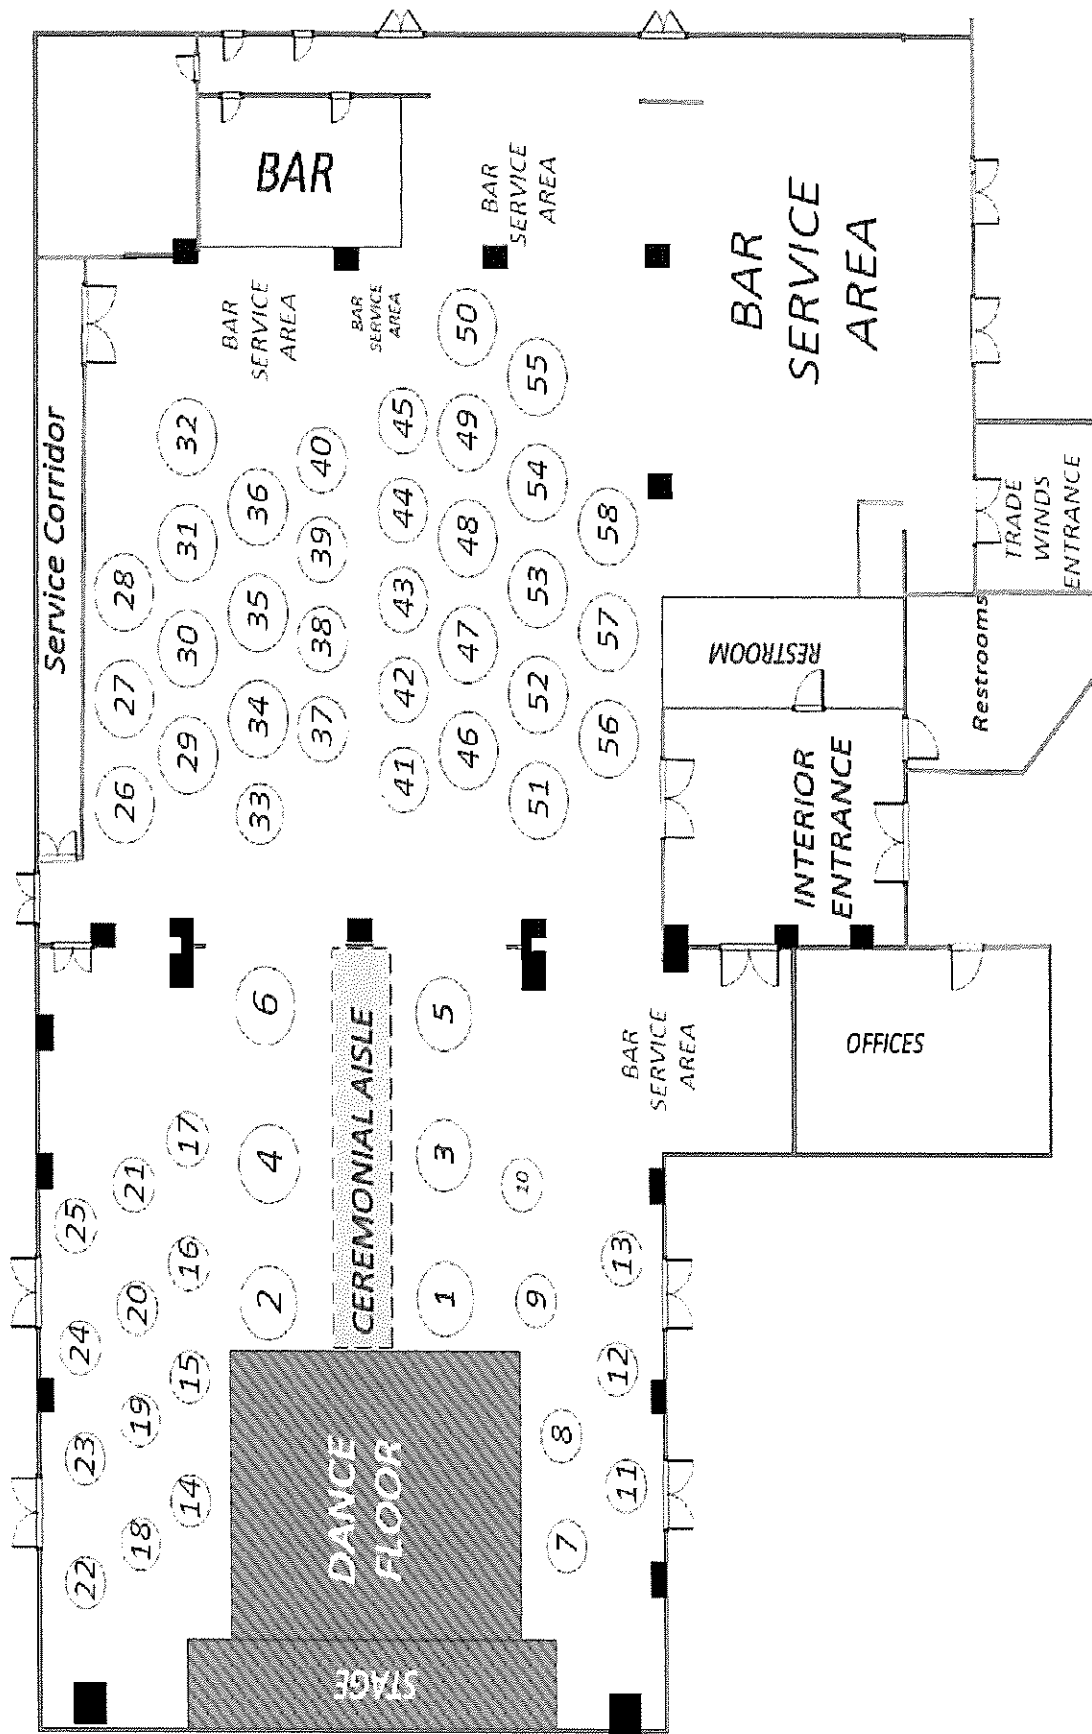 Service Corridor
BAR
BAR
SERVICE
AREA
BAR
SERVICE
AREA
BAR
SERVICE
AREA
BAR
SERVICE
AREA
26
27
28
29
30
31
32
33
34
35
36
37
38
39
40
41
42
43
44
45
46
47
48
49
50
51
52
53
54
55
56
57
58
RESTROOM
Restrooms
TRADE
WINDS
ENTRANCE
INTERIOR
ENTRANCE
OFFICES
BAR
SERVICE
AREA
CEREMONIAL AISLE
1
2
3
4
5
6
7
8
9
10
11
12
13
14
15
16
17
18
19
20
21
22
23
24
25
DANCE
FLOOR
STAGE